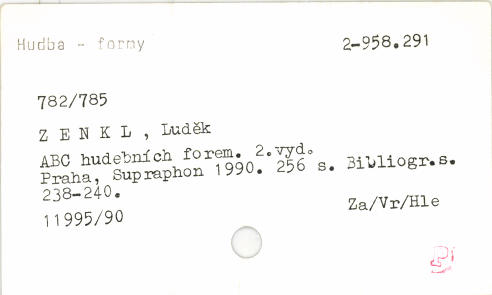 Hudba - formy 2-958.291
782/785
Z E N K L , Luděk
ABC hudebních forem. 2.vyd.
Praha, Supraphon 1990. 256 s. Bibliogr.s.
238-240.
11995/90 Za/Vr/Hle